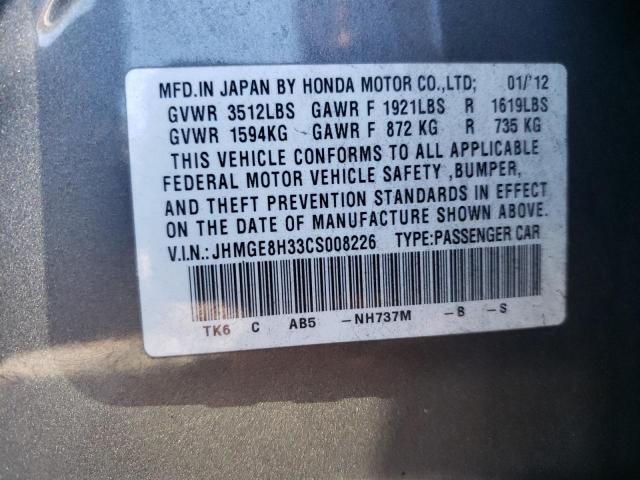 MFD.IN JAPAN BY HONDA MOTOR CO.,LTD; 01/'12
GVWR 3512LBS GAWR F 1921LBS R 1619LBS
GVWR 1594KG GAWR F 872 KG R 735 KG
THIS VEHICLE CONFORMS TO ALL APPLICABLE
FEDERAL MOTOR VEHICLE SAFETY ,BUMPER,
AND THEFT PREVENTION STANDARDS IN EFFECT
ON THE DATE OF MANUFACTURE SHOWN ABOVE.
V.I.N.:JHMGE8H33CS008226 TYPE:PASSENGER CAR
TK6 C AB5 -NH737M -B -S